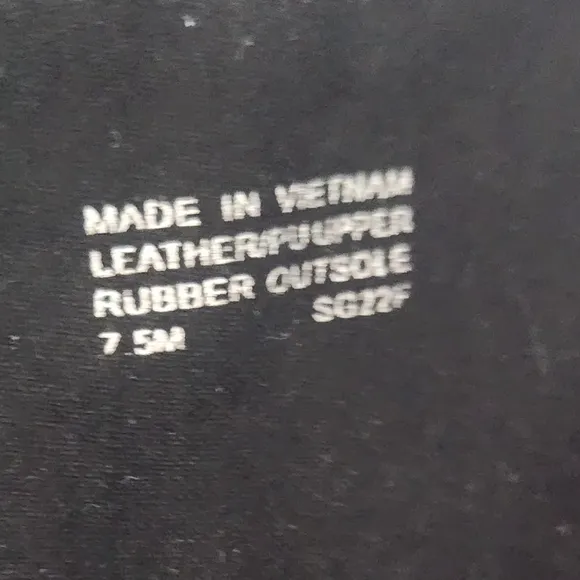 MADE IN VIETNAM
LEATHER/PU UPPER
RUBBER OUTSOLE
7.5M SG22F